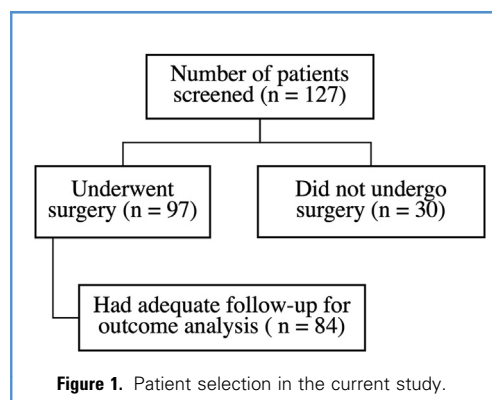 Number of patients
screened (n = 127)
Underwent
surgery (n = 97)
Did not undergo
surgery (n = 30)
Had adequate follow-up for
outcome analysis ( n = 84)
Figure 1. Patient selection in the current study.